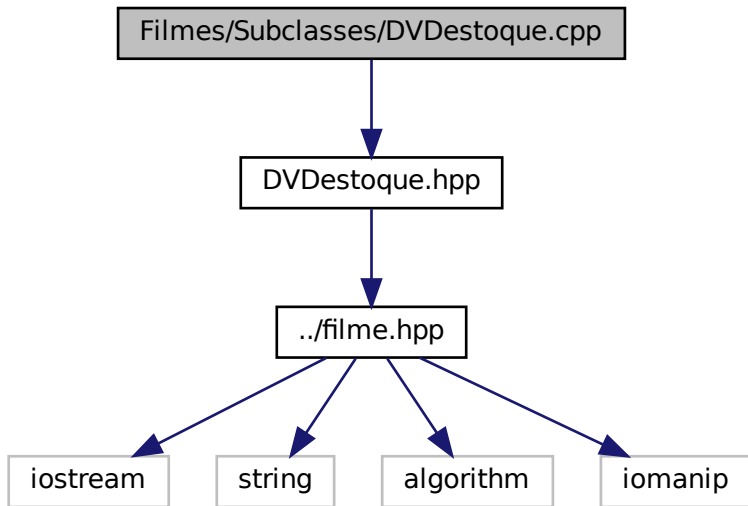 Filmes/Subclasses/DVDestoque.cpp
DVDestoque.hpp
../filme.hpp
iostream
string
algorithm
iomanip